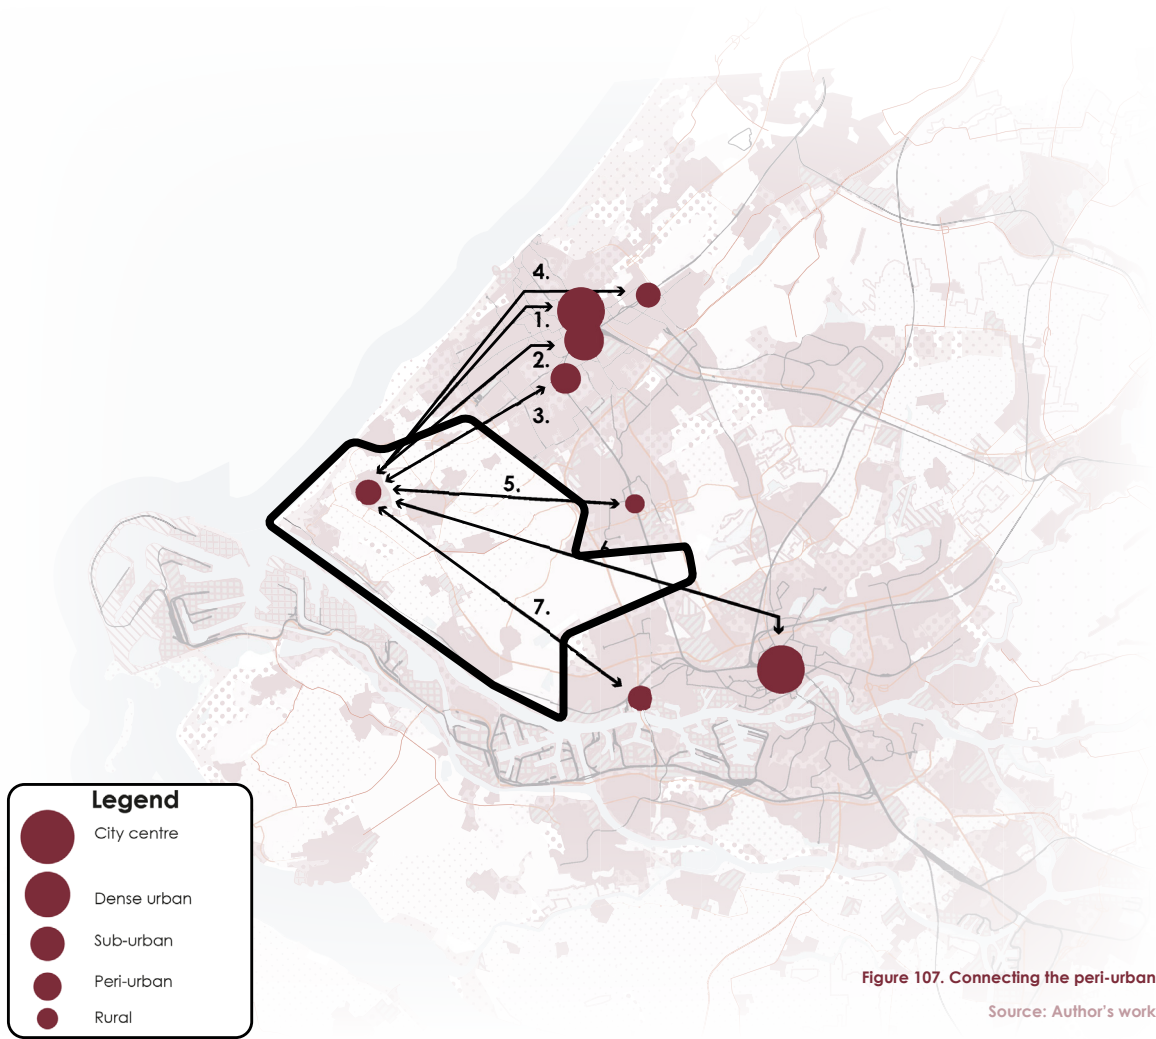 4.
1.
2.
3.
5.
6
7.
Legend
City centre
Dense urban
Sub-urban
Peri-urban
Rural
Figure 107. Connecting the peri-urban
Source: Author's work